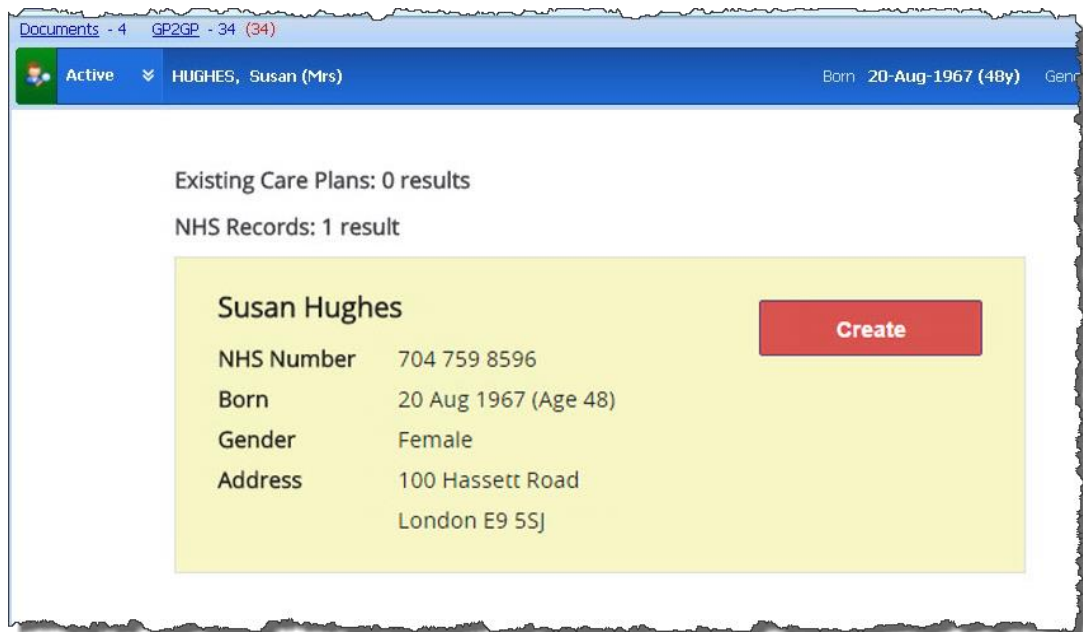 Documents - 4 GP2GP - 34 (34)
Active HUGHES, Susan (Mrs) Born 20-Aug-1967 (48y)
Existing Care Plans: 0 results
NHS Records: 1 result
Susan Hughes
Create
NHS Number 704 759 8596
Born 20 Aug 1967 (Age 48)
Gender Female
Address 100 Hassett Road
London E9 5SJ